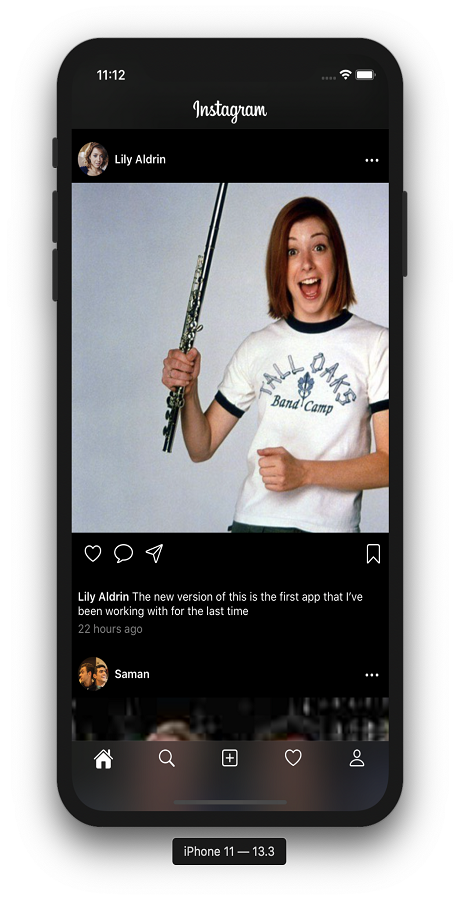 11:12
Instagram
Lily Aldrin
TALL OAKS
Band Camp
Lily Aldrin The new version of this is the first app that I've
been working with for the last time
22 hours ago
Saman
iPhone 11 — 13.3